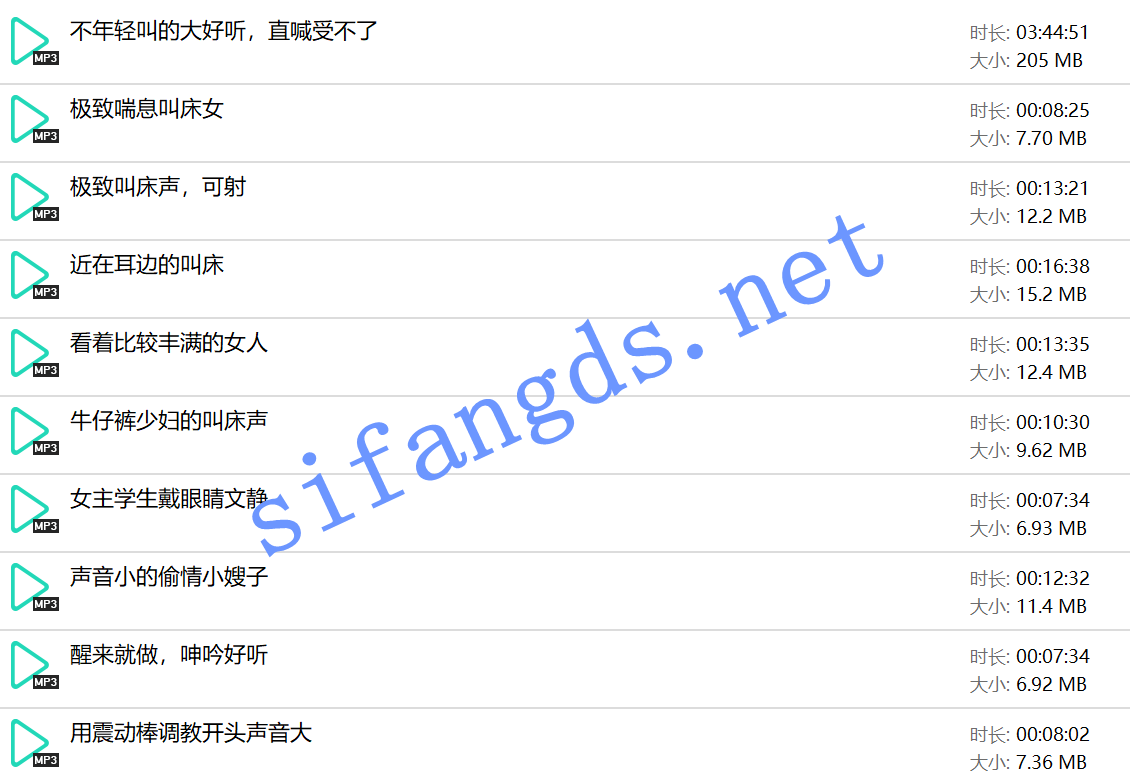 不年轻叫的大好听，直喊受不了
时长: 03:44:51
大小: 205 MB
MP3
极致喘息叫床女
时长: 00:08:25
大小: 7.70 MB
MP3
极致叫床声，可射
时长: 00:13:21
大小: 12.2 MB
MP3
近在耳边的叫床
时长: 00:16:38
大小: 15.2 MB
MP3
看着比较丰满的女人
时长: 00:13:35
大小: 12.4 MB
MP3
牛仔裤少妇的叫床声
时长: 00:10:30
大小: 9.62 MB
MP3
女主学生戴眼睛文静
时长: 00:07:34
大小: 6.93 MB
MP3
声音小的偷情小嫂子
时长: 00:12:32
大小: 11.4 MB
MP3
醒来就做，呻吟好听
时长: 00:07:34
大小: 6.92 MB
MP3
用震动棒调教开头声音大
时长: 00:08:02
大小: 7.36 MB
MP3
sifangds.net